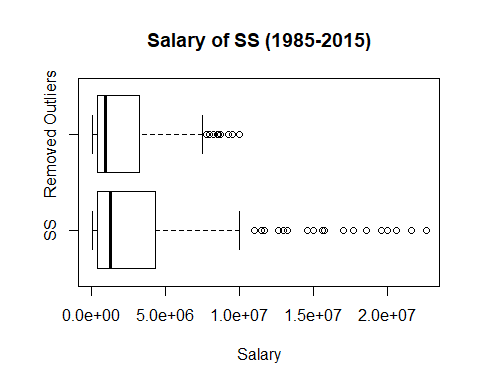 Salary of SS (1985-2015)
Removed Outliers
SS
0.0e+00 5.0e+06 1.0e+07 1.5e+07 2.0e+07
Salary